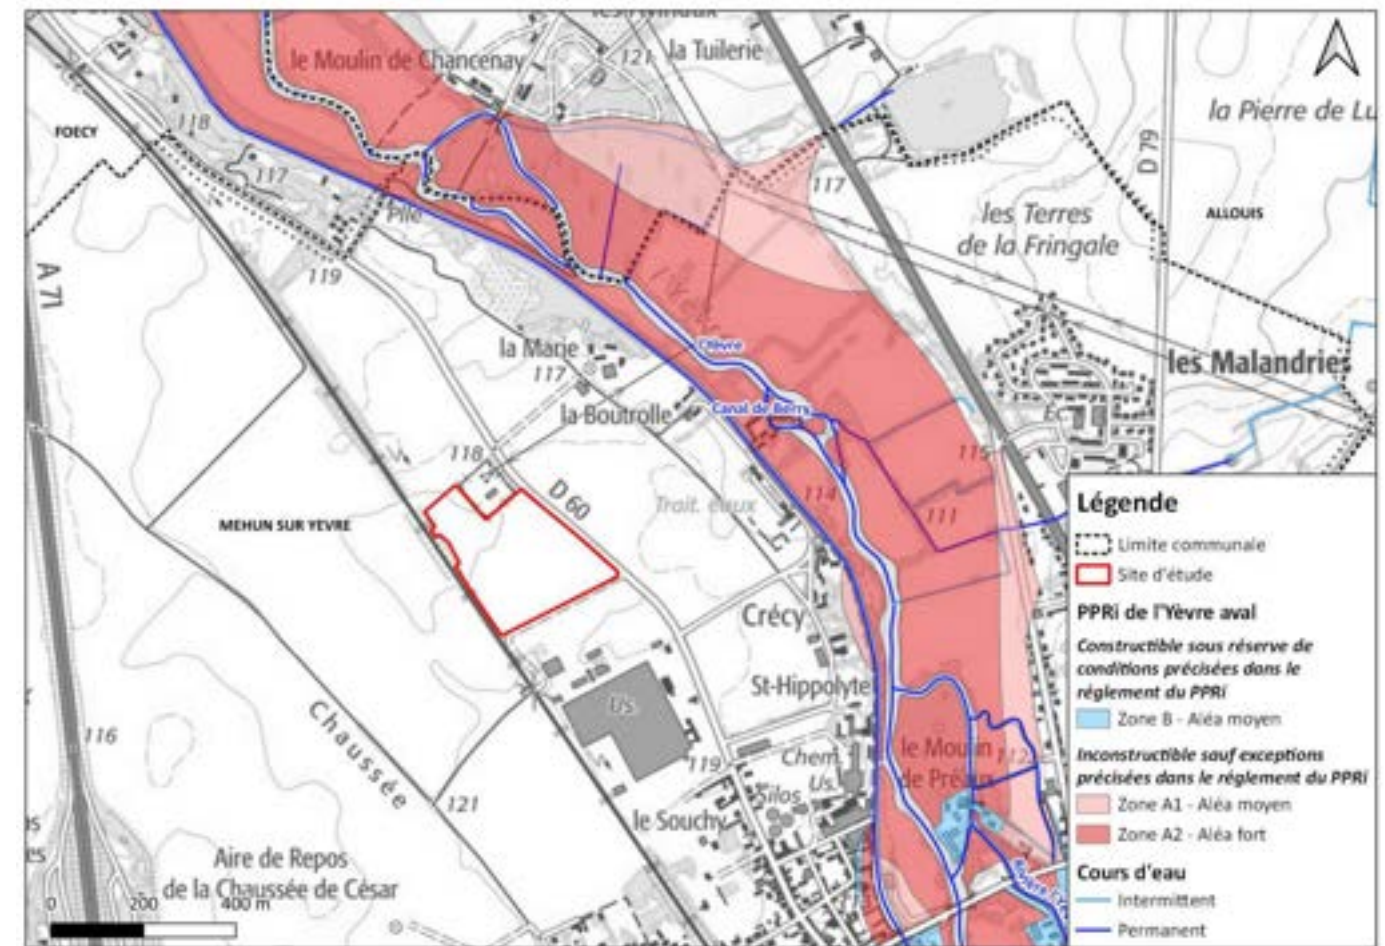 le Moulin de Chancenay
121
la Tuilerie
la Pierre de Lu
FOECY
118
117
D 79
117
Pile
les Terres
de la Fringale
ALLOUIS
119
A 71
l'Yèvre
la Marie
117
les Malandries
la Boutrolle
Canal de Berry
Éc.
118
115
D 60
114
Trait. eaux
111
MEHUN SUR YEVRE
Crécy
St-Hippolyte
Us.
116
Chaussée
le Moulin
de Préau
112
Chem.
Us.
119
Silos
121
le Souchy
Aire de Repos
de la Chaussée de César
0 200 400 m
Légende
Limite communale
Site d'étude
PPRi de l'Yèvre aval
Constructible sous réserve de
conditions précisées dans le
réglement du PPRi
Zone B - Aléa moyen
Inconstructible sauf exceptions
précisées dans le réglement du PPRi
Zone A1 - Aléa moyen
Zone A2 - Aléa fort
Cours d'eau
Intermittent
Permanent